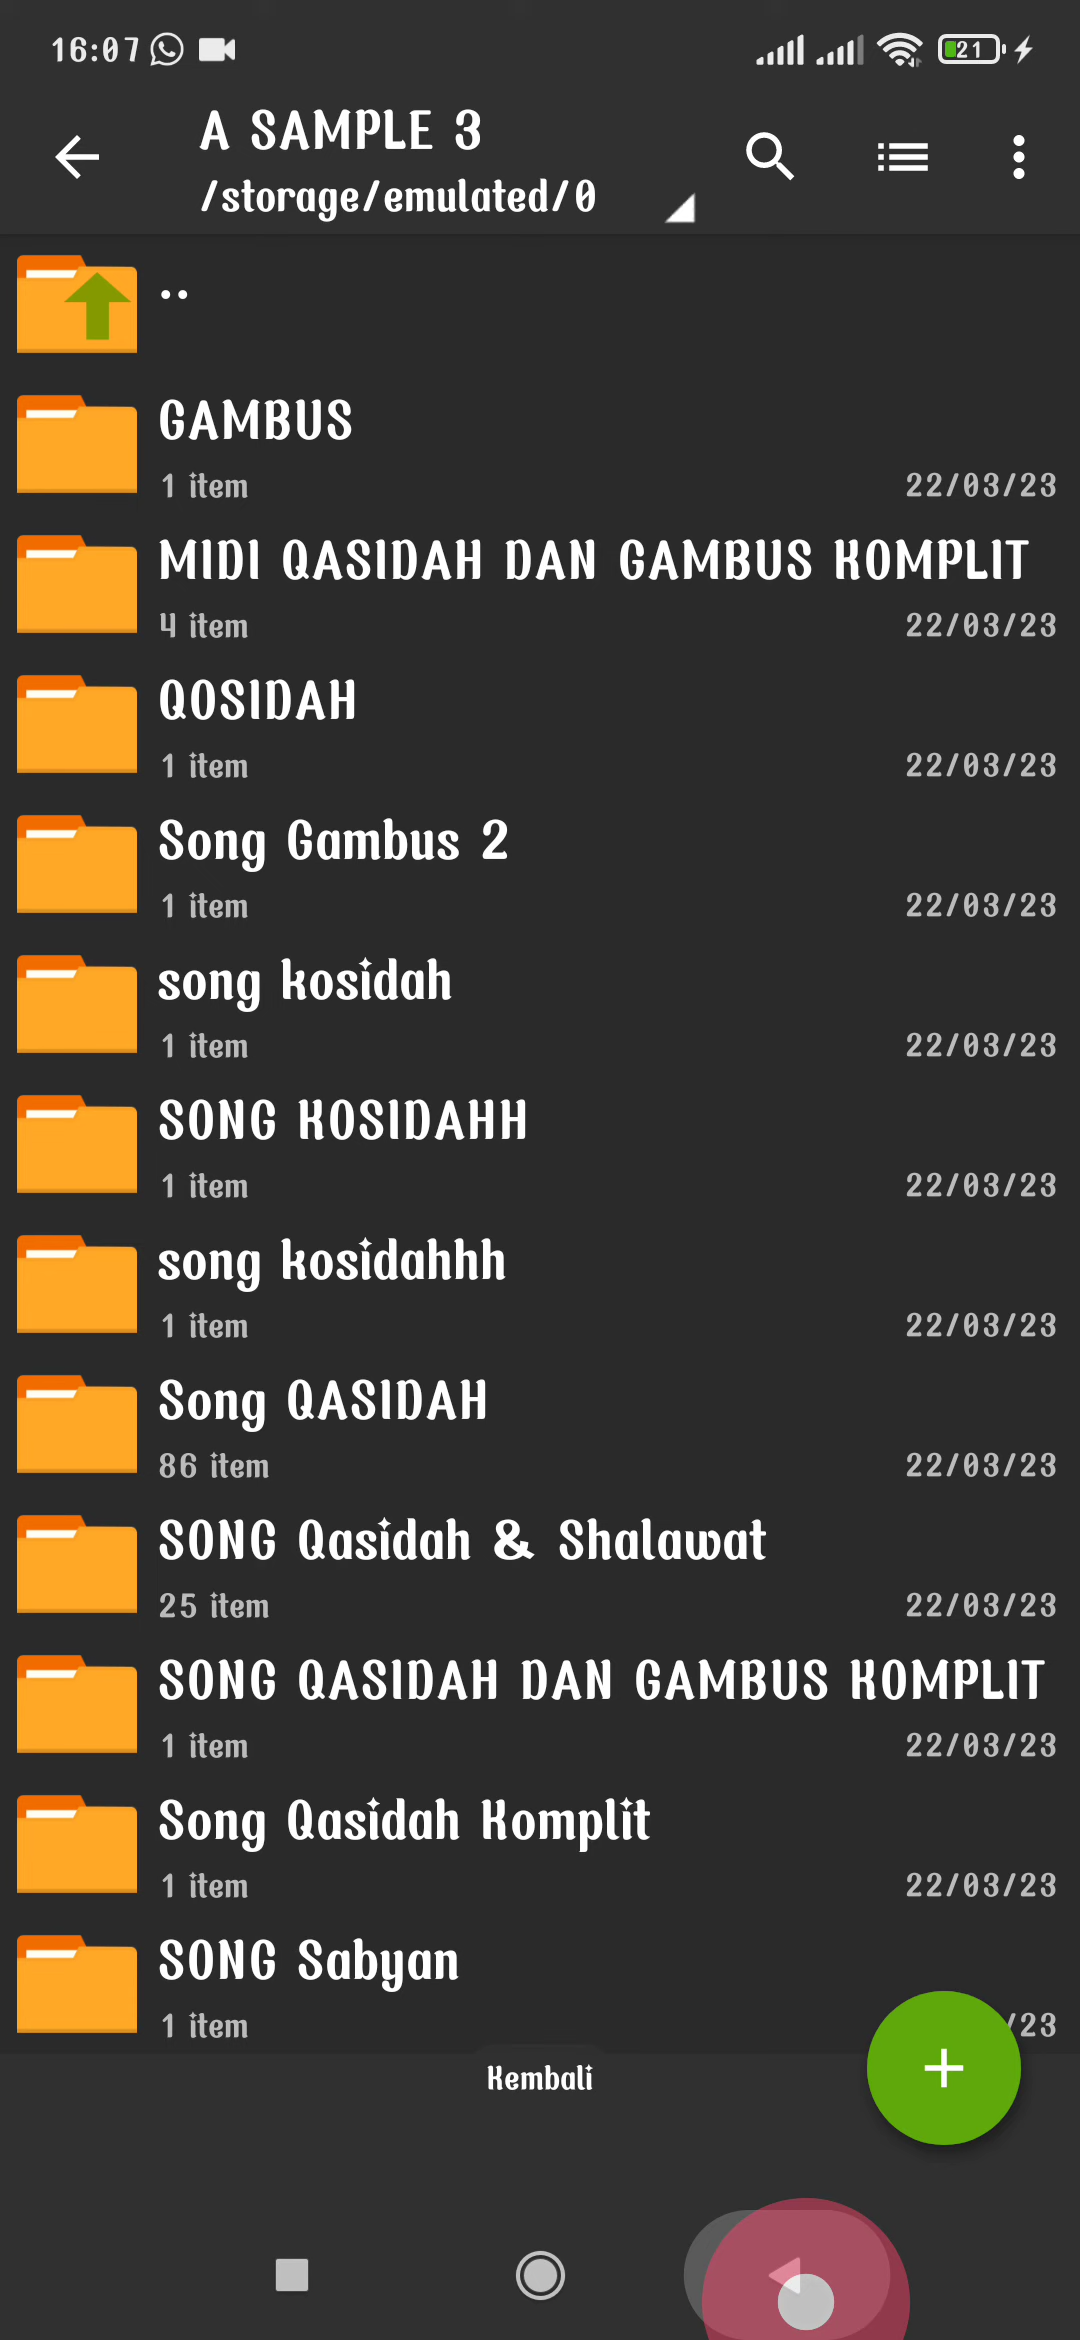 16:07
21
A SAMPLE 3
/storage/emulated/0
..
GAMBUS
1 item 22/03/23
MIDI QASIDAH DAN GAMBUS KOMPLIT
4 item 22/03/23
QOSIDAH
1 item 22/03/23
Song Gambus 2
1 item 22/03/23
song kosidah
1 item 22/03/23
SONG KOSIDAHH
1 item 22/03/23
song kosidahhh
1 item 22/03/23
Song QASIDAH
86 item 22/03/23
SONG Qasidah & Shalawat
25 item 22/03/23
SONG QASIDAH DAN GAMBUS KOMPLIT
1 item 22/03/23
Song Qasidah Komplit
1 item 22/03/23
SONG Sabyan
1 item /23
Kembali